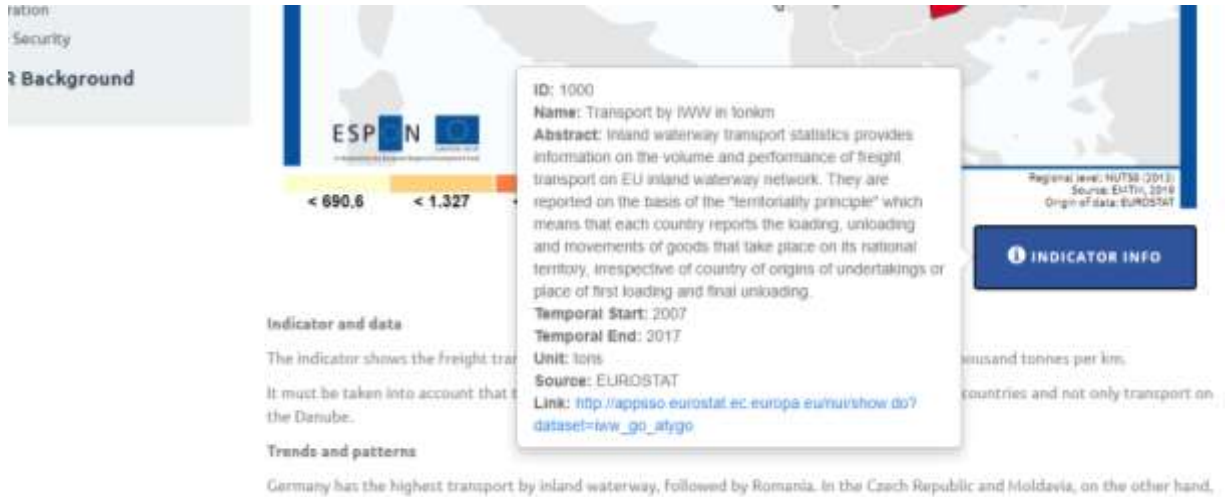 ration
Security
R Background
ESPON
< 690,6
< 1.327
Regional level: NUTS0 (2013)
Source: EMTM, 2019
Origin of data: EUROSTAT
INDICATOR INFO
ID: 1000
Name: Transport by IWW in tonkm
Abstract: Inland waterway transport statistics provides
information on the volume and performance of freight
transport on EU inland waterway network. They are
reported on the basis of the "territoriality principle" which
means that each country reports the loading, unloading
and movements of goods that take place on its national
territory, irrespective of country of origins of undertakings or
place of first loading and final unloading.
Temporal Start: 2007
Temporal End: 2017
Unit: tons
Source: EUROSTAT
Link: http://appsso.eurostat.ec.europa.eu/nui/show.do?
dataset=iww_go_atygo
Indicator and data
The indicator shows the freight tran
ousand tonnes per km.
It must be taken into account that t
countries and not only transport on
the Danube.
Trends and patterns
Germany has the highest transport by inland waterway, followed by Romania. In the Czech Republic and Moldavia, on the other hand,